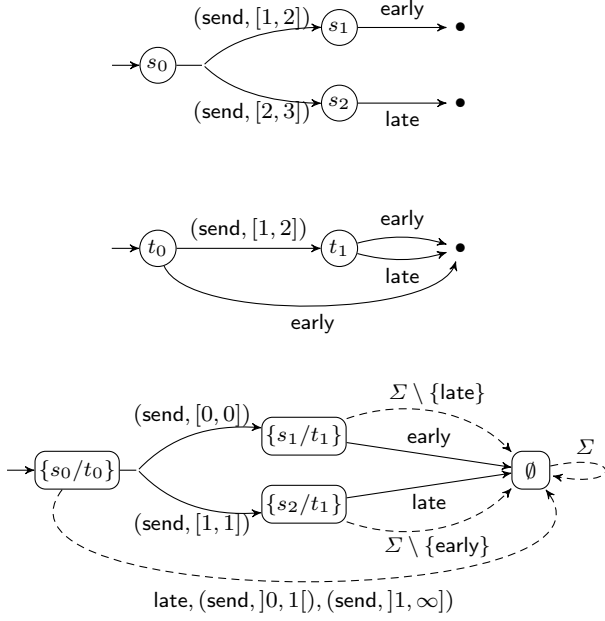 (send, [1, 2])
early
s₀
s₁
s₂
(send, [2, 3])
late
(send, [1, 2])
early
t₀
t₁
late
early
Σ \ {late}
(send, [0, 0])
{s₁/t₁}
early
Σ
{s₀/t₀}
∅
{s₂/t₁}
late
(send, [1, 1])
Σ \ {early}
late, (send, ]0, 1[), (send, ]1, ∞])